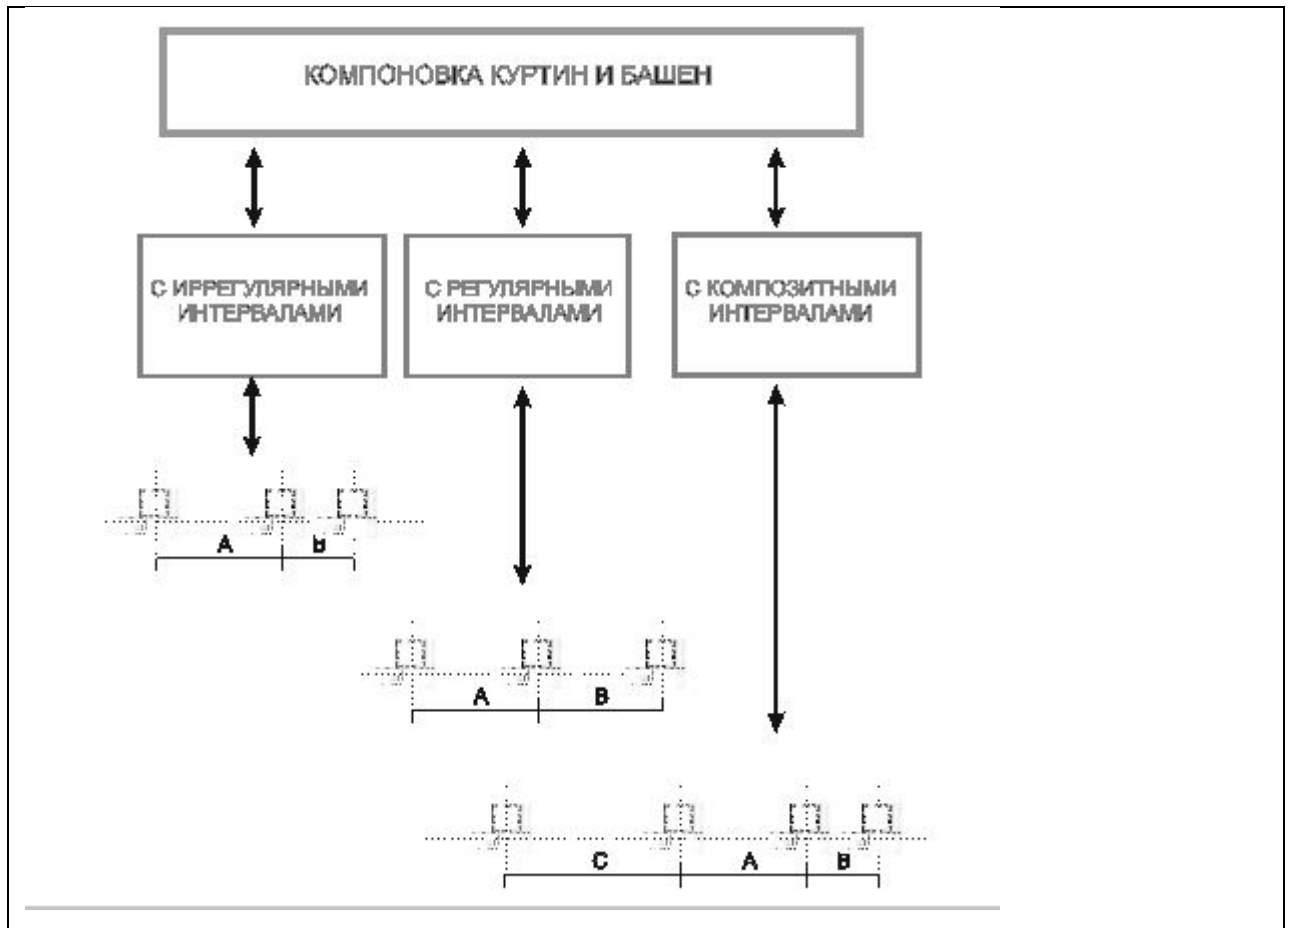 КОМПОНОВКА КУРТИН И БАШЕН
С ИРРЕГУЛЯРНЫМИ
ИНТЕРВАЛАМИ
С РЕГУЛЯРНЫМИ
ИНТЕРВАЛАМИ
С КОМПОЗИТНЫМИ
ИНТЕРВАЛАМИ
A B
A B
C A B